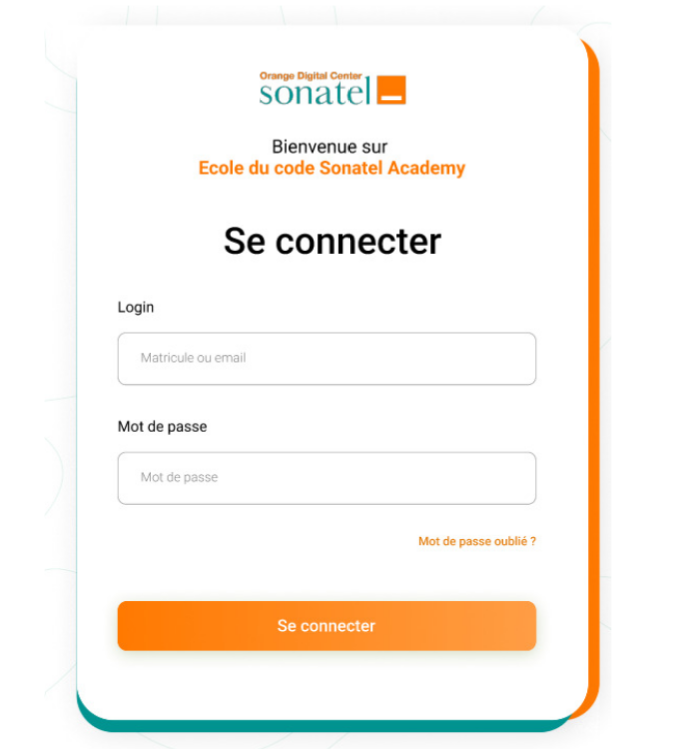 Orange Digital Center
sonatel
Bienvenue sur
Ecole du code Sonatel Academy
Se connecter
Login
Matricule ou email
Mot de passe
Mot de passe
Mot de passe oublié ?
Se connecter